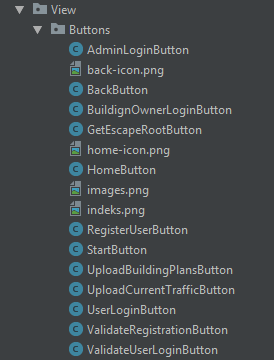 View
Buttons
AdminLoginButton
back-icon.png
BackButton
BuildignOwnerLoginButton
GetEscapeRootButton
home-icon.png
HomeButton
images.png
indeks.png
RegisterUserButton
StartButton
UploadBuildingPlansButton
UploadCurrentTrafficButton
UserLoginButton
ValidateRegistrationButton
ValidateUserLoginButton